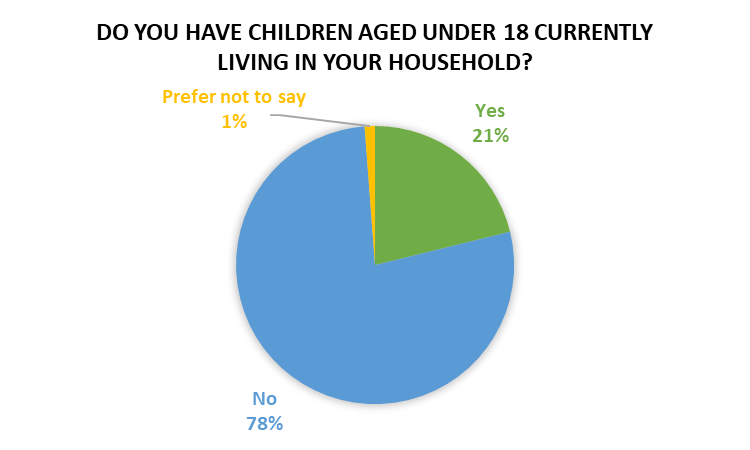 DO YOU HAVE CHILDREN AGED UNDER 18 CURRENTLY
LIVING IN YOUR HOUSEHOLD?
Prefer not to say
1%
Yes
21%
No
78%